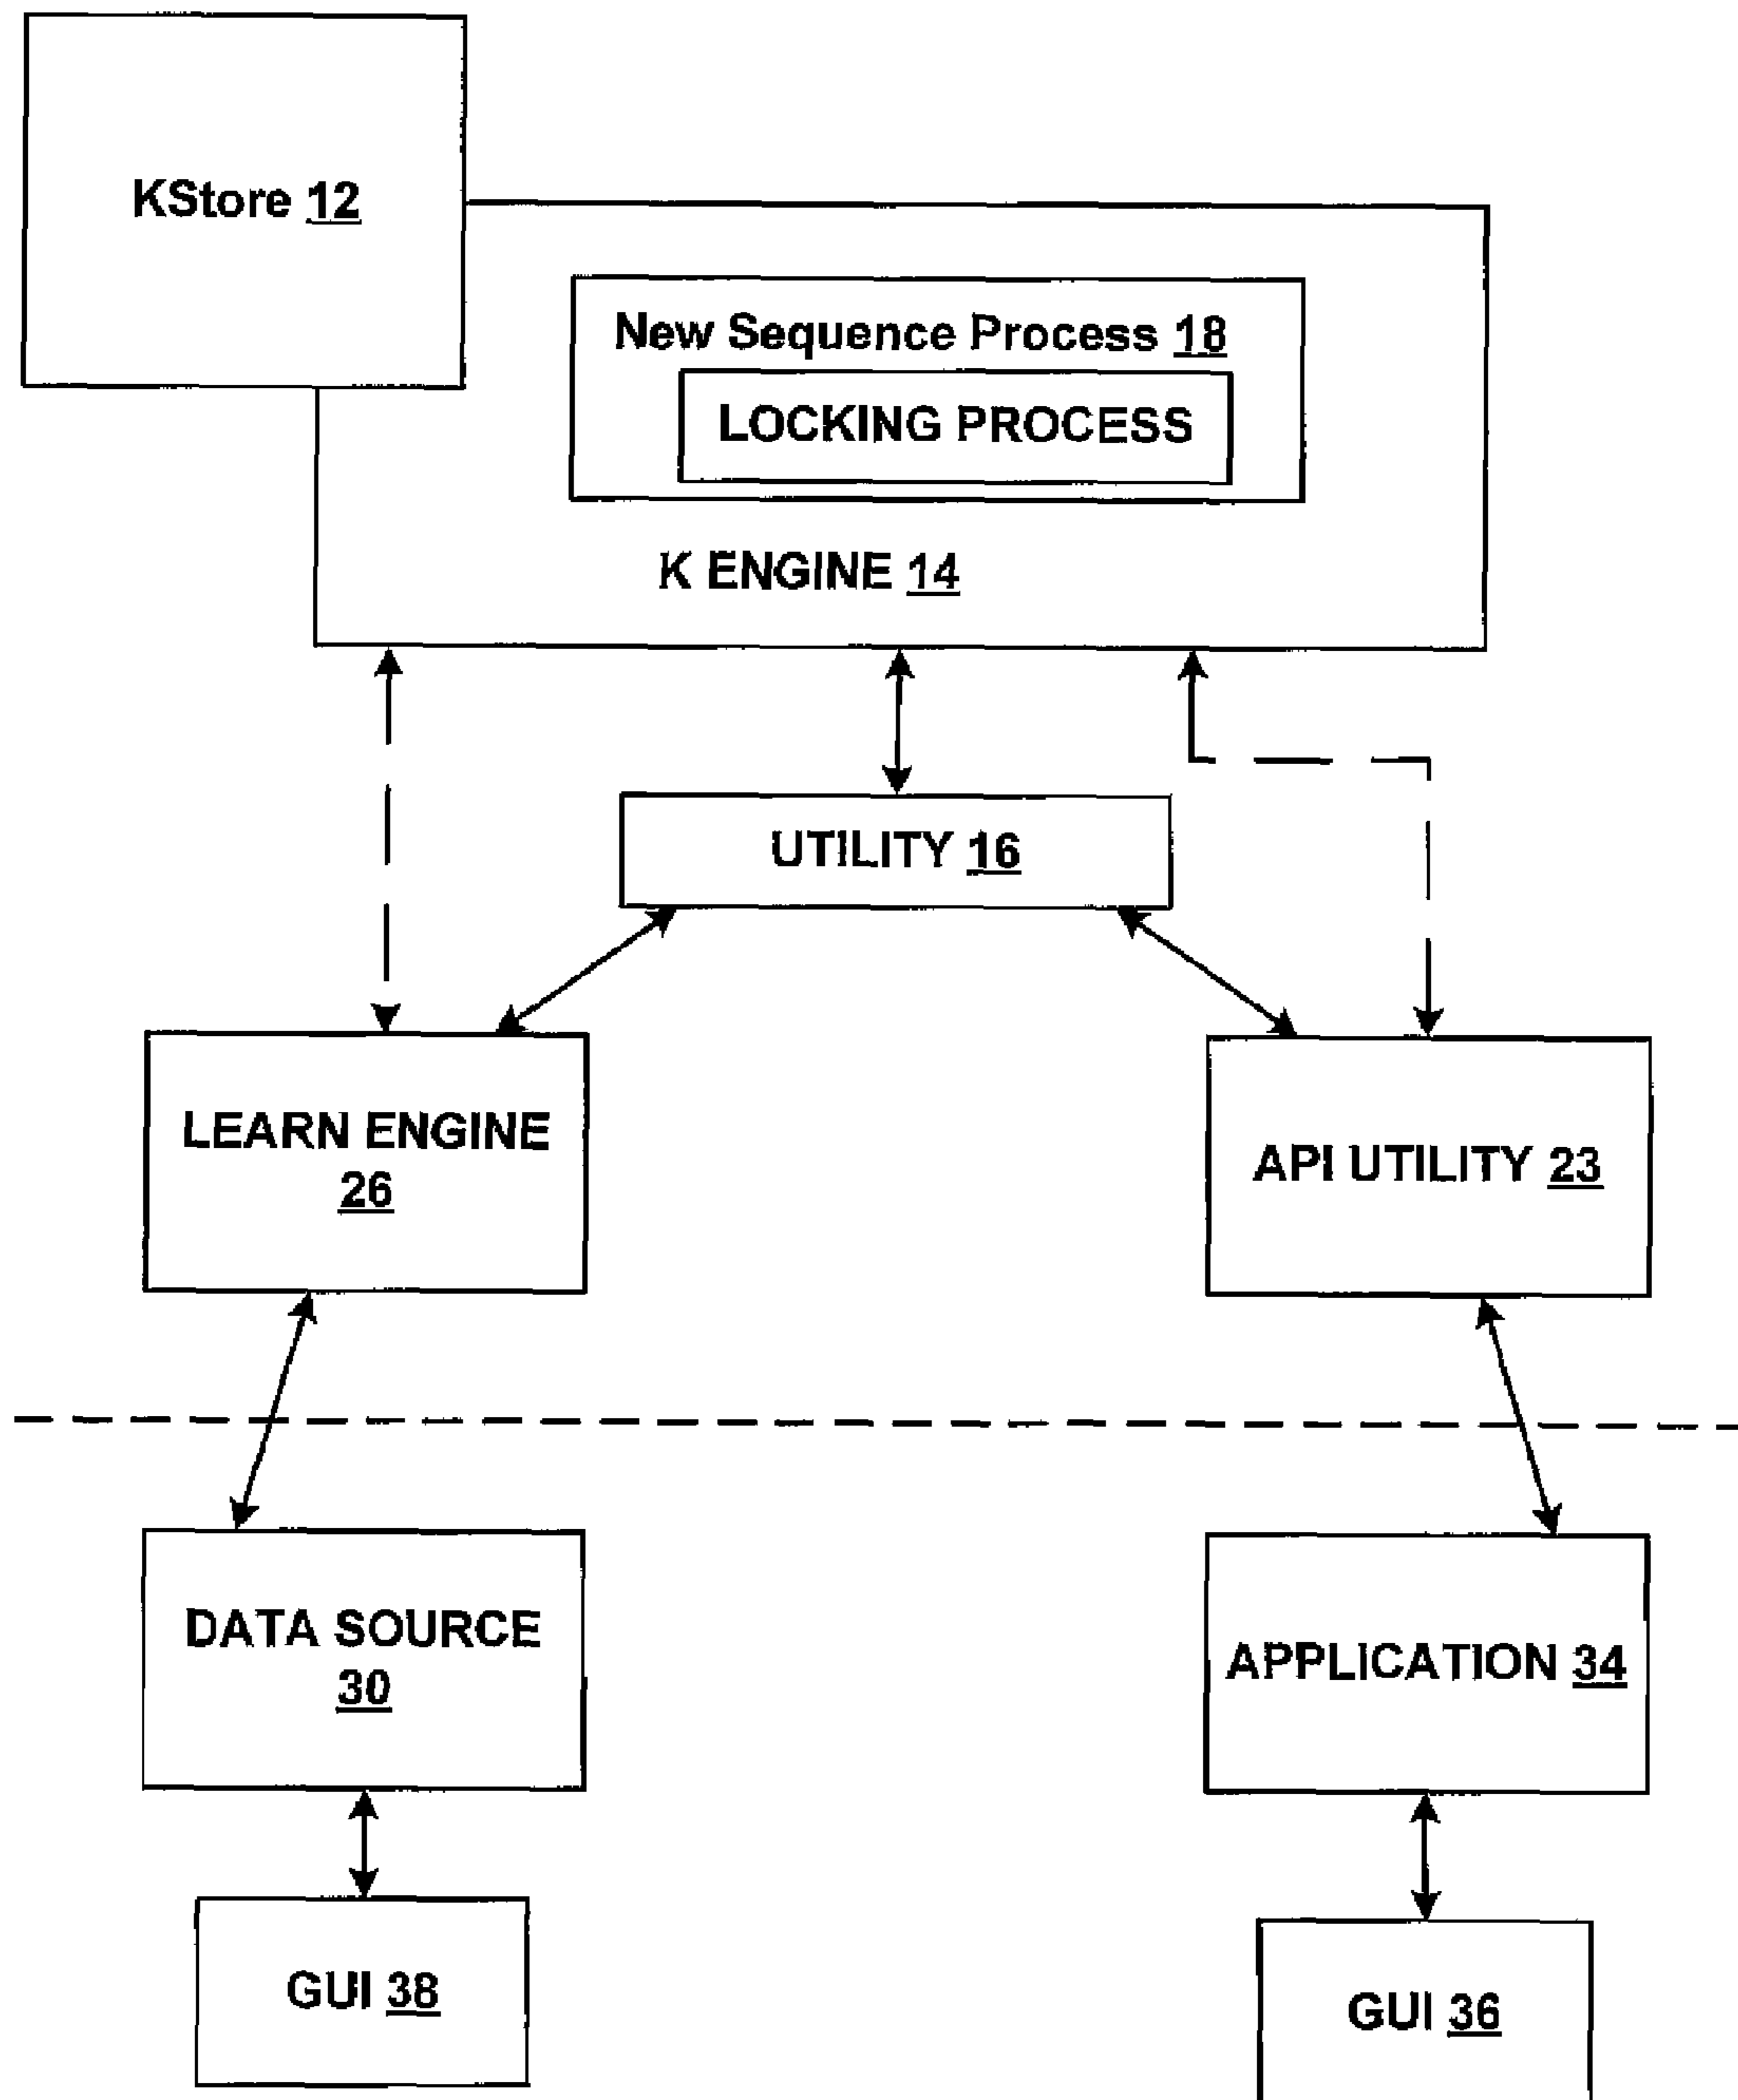 KStore 12
New Sequence Process 18
LOCKING PROCESS
K ENGINE 14
UTILITY 16
LEARN ENGINE
26
API UTILITY 23
DATA SOURCE
30
APPLICATION 34
GUI 38
GUI 36